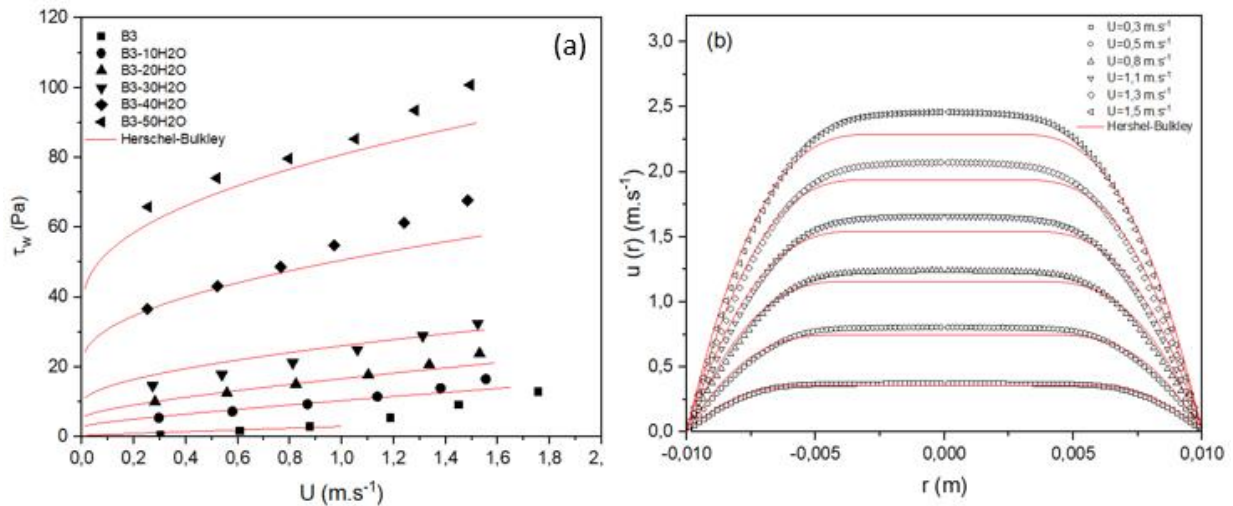 (a)
B3
B3-10H2O
B3-20H2O
B3-30H2O
B3-40H2O
B3-50H2O
Herschel-Bulkley
120
100
80
60
40
20
0
τw (Pa)
0,0 0,2 0,4 0,6 0,8 1,0 1,2 1,4 1,6 1,8 2,
U (m.s-1)
(b)
U=0,3 m.s-1
U=0,5 m.s-1
U=0,8 m.s-1
U=1,1 m.s-1
U=1,3 m.s-1
U=1,5 m.s-1
Hershel-Bulkley
3,0
2,5
2,0
1,5
1,0
0,5
0,0
u (r) (m.s-1)
-0,010 -0,005 0,000 0,005 0,010
r (m)